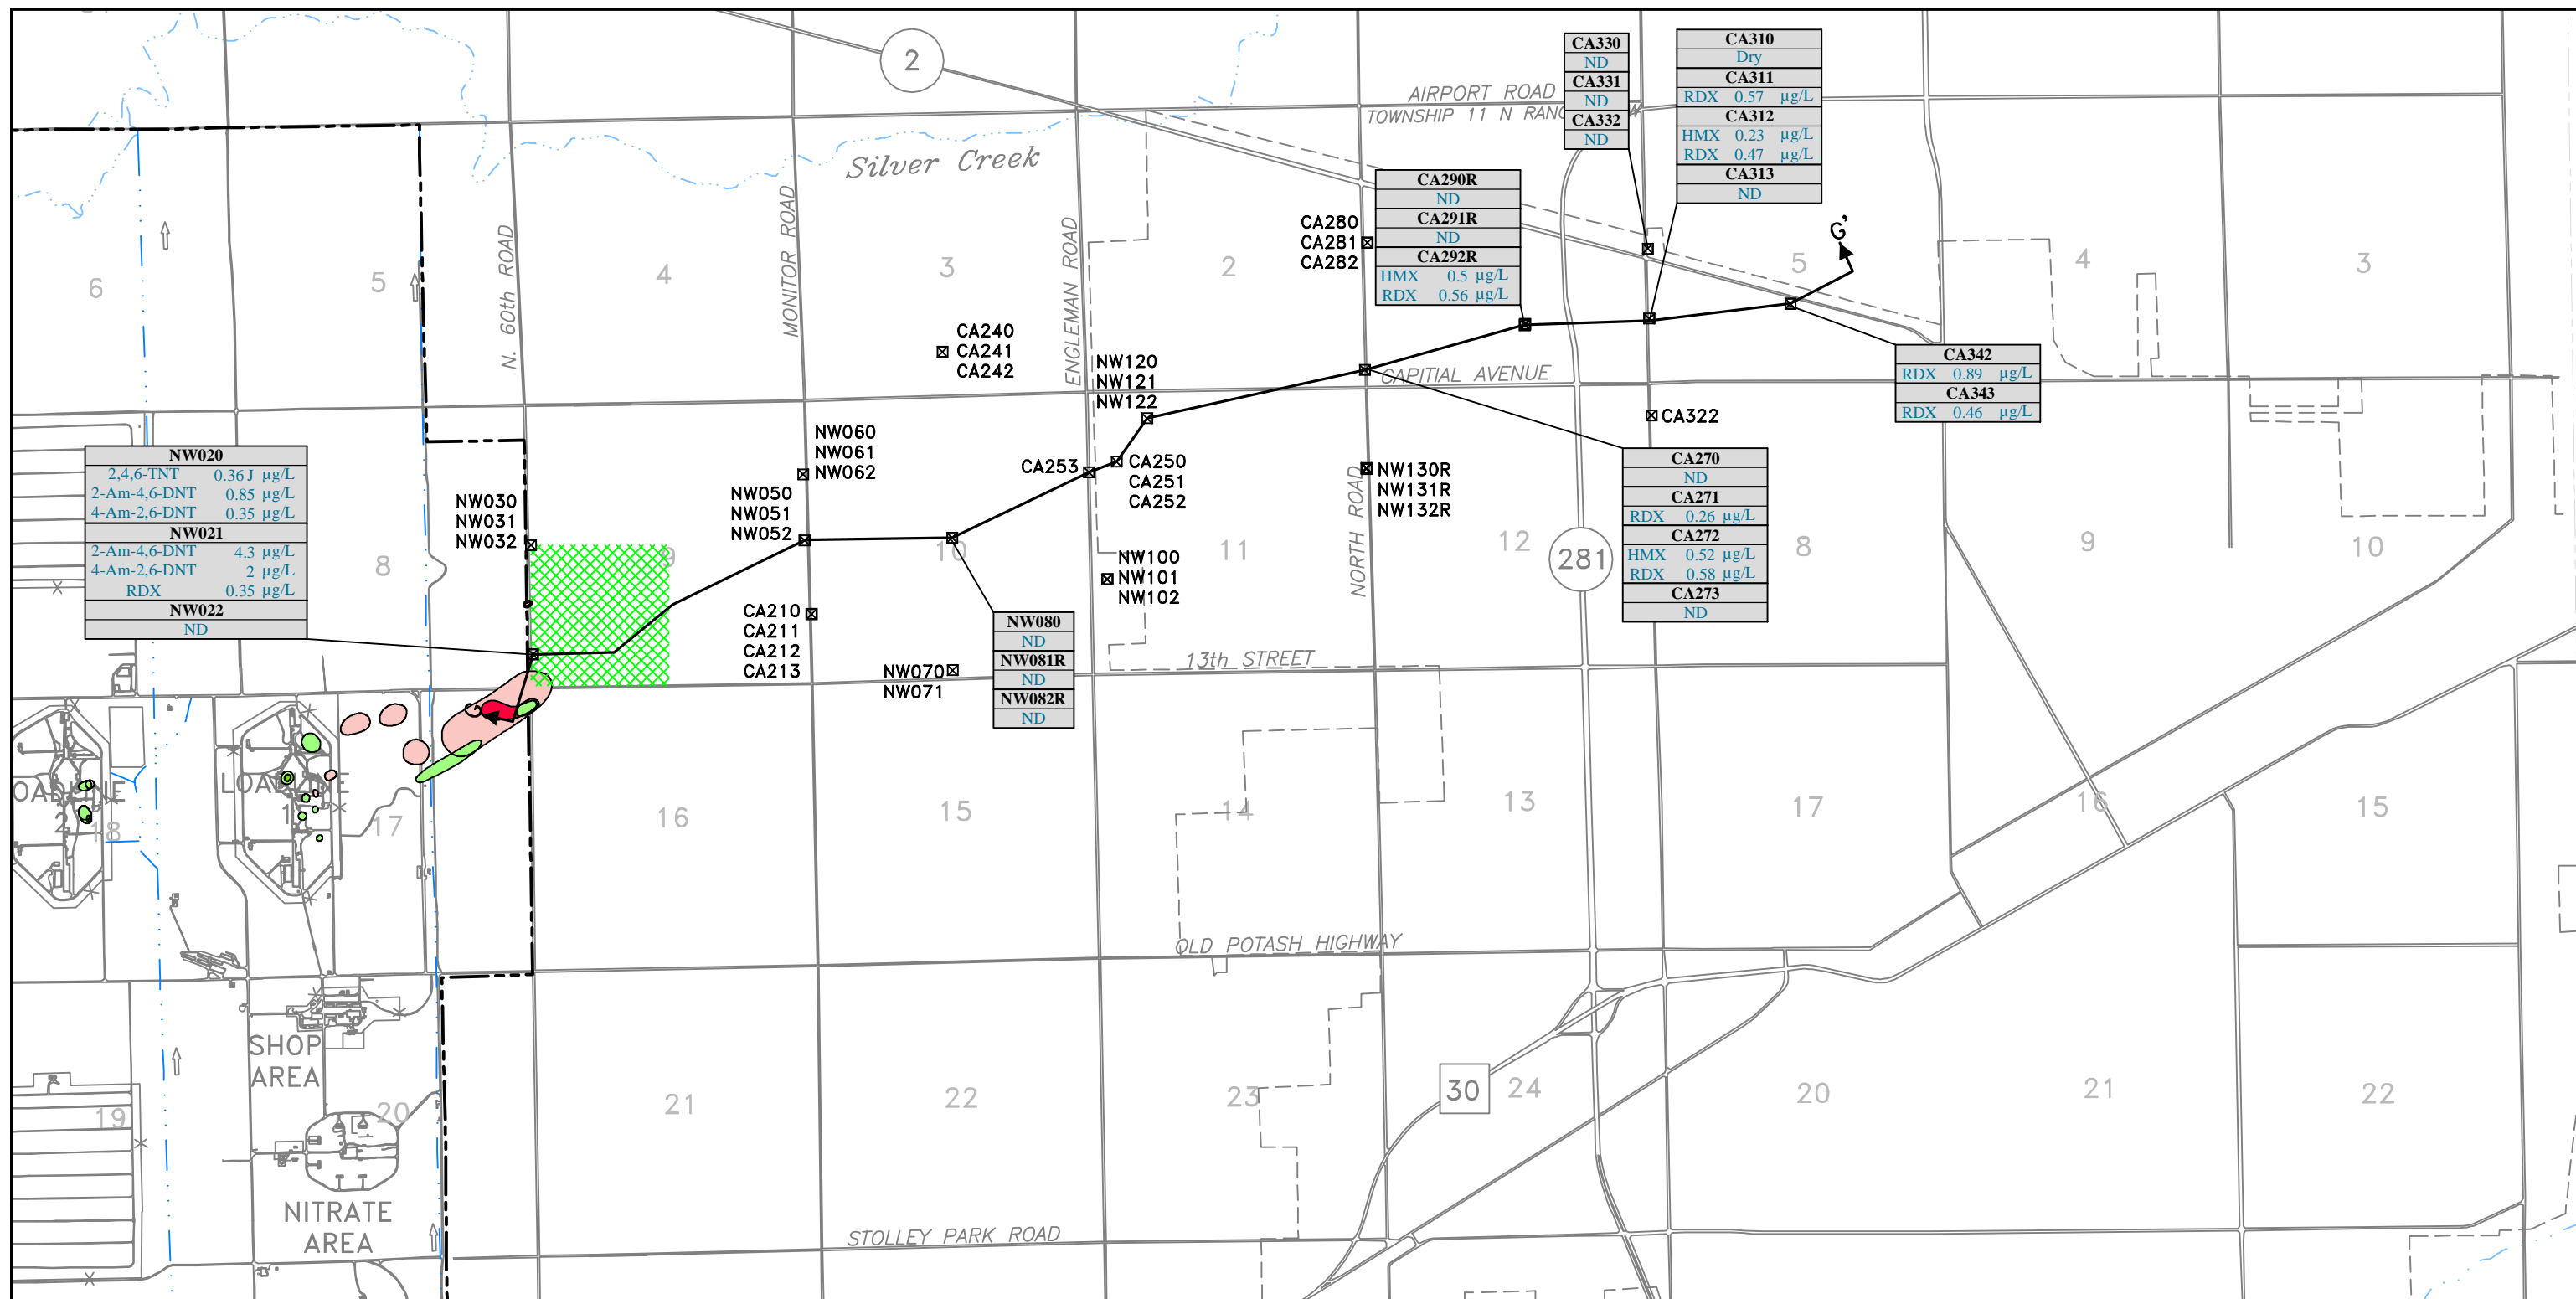 2
AIRPORT ROAD
TOWNSHIP 11 N
Silver Creek
N. 60th ROAD
MONITOR ROAD
ENGLEMAN ROAD
NORTH ROAD
CAPITIAL AVENUE
13th STREET
OLD POTASH HIGHWAY
STOLLEY PARK ROAD
281
30
CA330
ND
CA331
ND
CA332
ND
CA310
Dry
CA311
RDX 0.57 µg/L
CA312
HMX 0.23 µg/L
RDX 0.47 µg/L
CA313
ND
CA290R
ND
CA291R
ND
CA292R
HMX 0.5 µg/L
RDX 0.56 µg/L
CA280
CA281
CA282
G'
6
5
4
3
2
5
4
3
CA240
CA241
CA242
NW120
NW121
NW122
CA342
RDX 0.89 µg/L
CA343
RDX 0.46 µg/L
CA322
NW020
2,4,6-TNT 0.36 J µg/L
2-Am-4,6-DNT 0.85 µg/L
4-Am-2,6-DNT 0.35 µg/L
NW021
2-Am-4,6-DNT 4.3 µg/L
4-Am-2,6-DNT 2 µg/L
RDX 0.35 µg/L
NW022
ND
NW030
NW031
NW032
NW060
NW061
NW062
NW050
NW051
NW052
CA253
CA250
CA251
CA252
NW130R
NW131R
NW132R
CA270
ND
CA271
RDX 0.26 µg/L
CA272
HMX 0.52 µg/L
RDX 0.58 µg/L
CA273
ND
8
9
10
11
12
8
9
10
NW100
NW101
NW102
CA210
CA211
CA212
CA213
NW070
NW071
NW080
ND
NW081R
ND
NW082R
ND
G
LOADLINE
1
2
18
17
16
15
14
13
17
16
15
SHOP
AREA
19
20
21
22
23
24
20
21
22
NITRATE
AREA